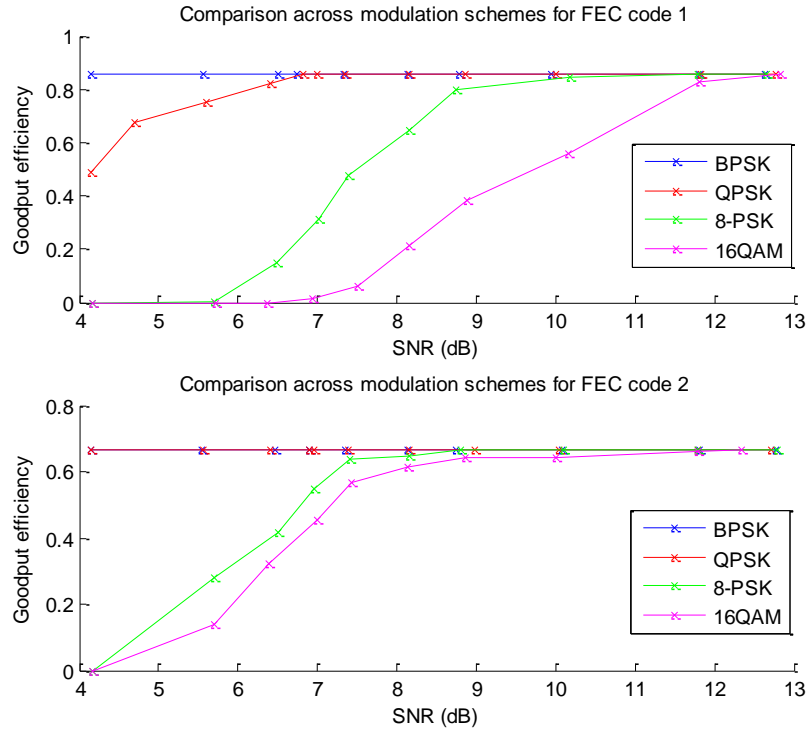 Comparison across modulation schemes for FEC code 1
1
0.8
0.6
0.4
0.2
0
Goodput efficiency
BPSK
QPSK
8-PSK
16QAM
4 5 6 7 8 9 10 11 12 13
SNR (dB)
Comparison across modulation schemes for FEC code 2
0.8
0.6
0.4
0.2
0
Goodput efficiency
BPSK
QPSK
8-PSK
16QAM
4 5 6 7 8 9 10 11 12 13
SNR (dB)